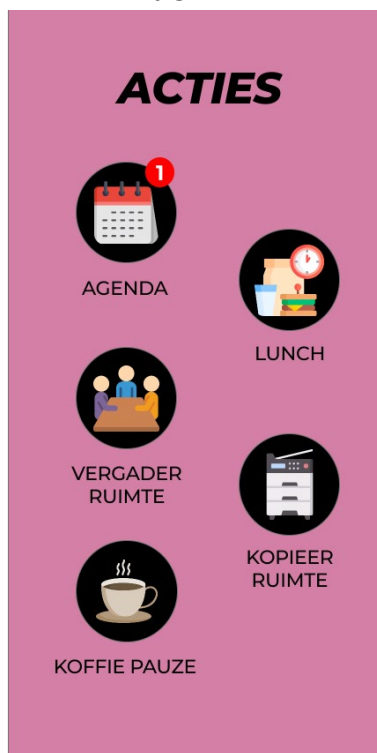 ACTIES
1
AGENDA
LUNCH
VERGADER
RUIMTE
KOPIEER
RUIMTE
KOFFIE PAUZE